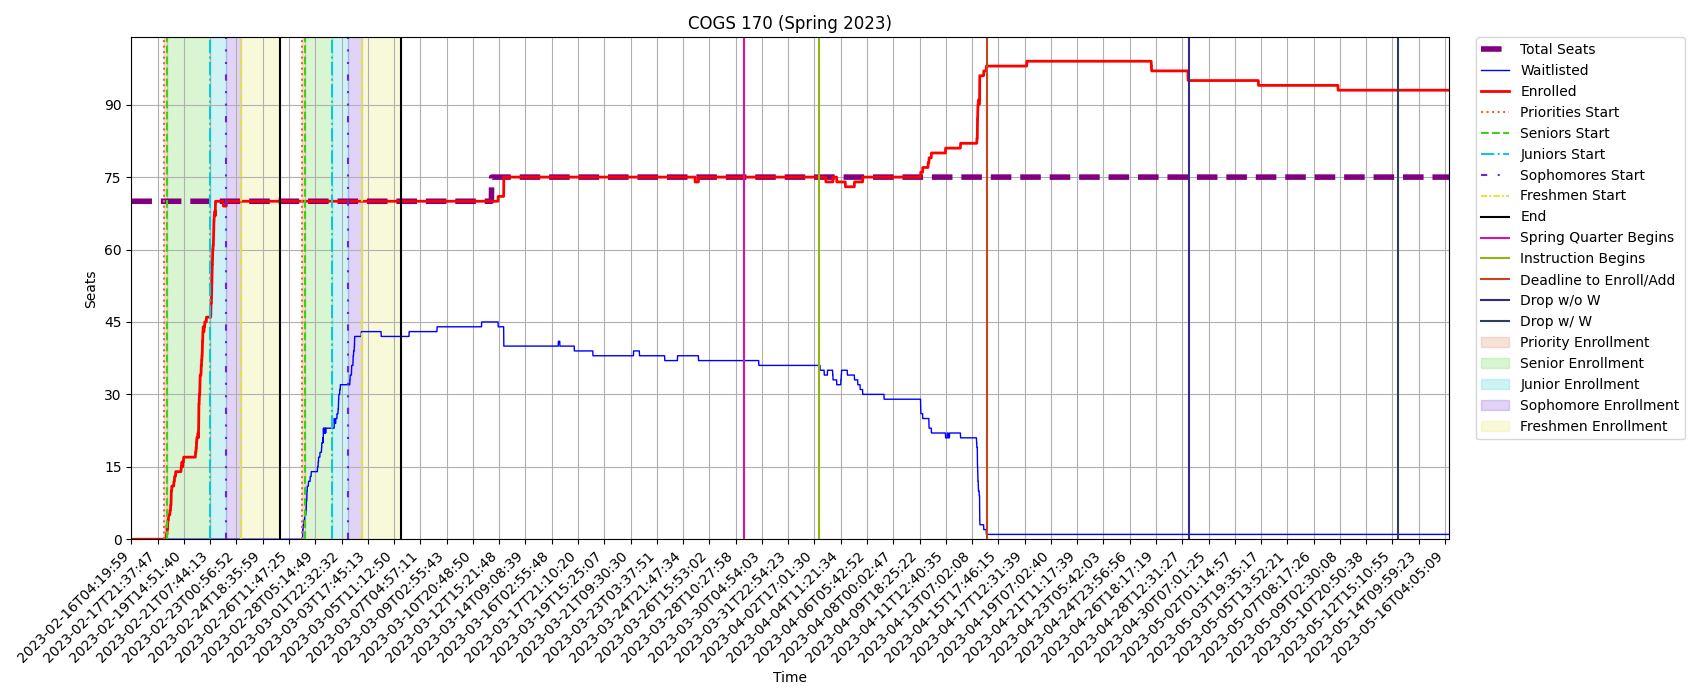 COGS 170 (Spring 2023)
Seats
90
75
60
45
30
15
0
2023-02-16T04:19:59
2023-02-17T21:37:47
2023-02-19T14:51:40
2023-02-21T07:44:13
2023-02-23T00:56:52
2023-02-24T18:35:59
2023-02-26T11:47:25
2023-02-28T05:14:49
2023-03-01T22:32:32
2023-03-03T17:45:13
2023-03-05T11:12:50
2023-03-07T04:57:11
2023-03-09T02:55:43
2023-03-10T20:48:50
2023-03-12T15:21:48
2023-03-14T09:08:39
2023-03-16T02:55:48
2023-03-17T21:10:20
2023-03-19T15:25:07
2023-03-21T09:30:30
2023-03-23T03:37:51
2023-03-24T21:47:34
2023-03-26T15:53:02
2023-03-28T10:27:58
2023-03-30T04:54:03
2023-03-31T22:54:23
2023-04-02T17:01:30
2023-04-04T11:21:34
2023-04-06T05:42:52
2023-04-08T00:02:47
2023-04-09T18:25:22
2023-04-11T12:40:35
2023-04-13T07:02:08
2023-04-15T17:46:15
2023-04-17T12:31:39
2023-04-19T07:02:40
2023-04-21T11:17:39
2023-04-23T05:42:03
2023-04-24T23:56:56
2023-04-26T18:17:19
2023-04-28T12:31:27
2023-04-30T07:01:25
2023-05-02T01:14:57
2023-05-03T19:35:17
2023-05-05T13:52:21
2023-05-07T08:17:26
2023-05-09T02:30:08
2023-05-10T20:50:38
2023-05-12T15:10:55
2023-05-14T09:59:23
2023-05-16T04:05:09
Time
Total Seats
Waitlisted
Enrolled
Priorities Start
Seniors Start
Juniors Start
Sophomores Start
Freshmen Start
End
Spring Quarter Begins
Instruction Begins
Deadline to Enroll/Add
Drop w/o W
Drop w/ W
Priority Enrollment
Senior Enrollment
Junior Enrollment
Sophomore Enrollment
Freshmen Enrollment